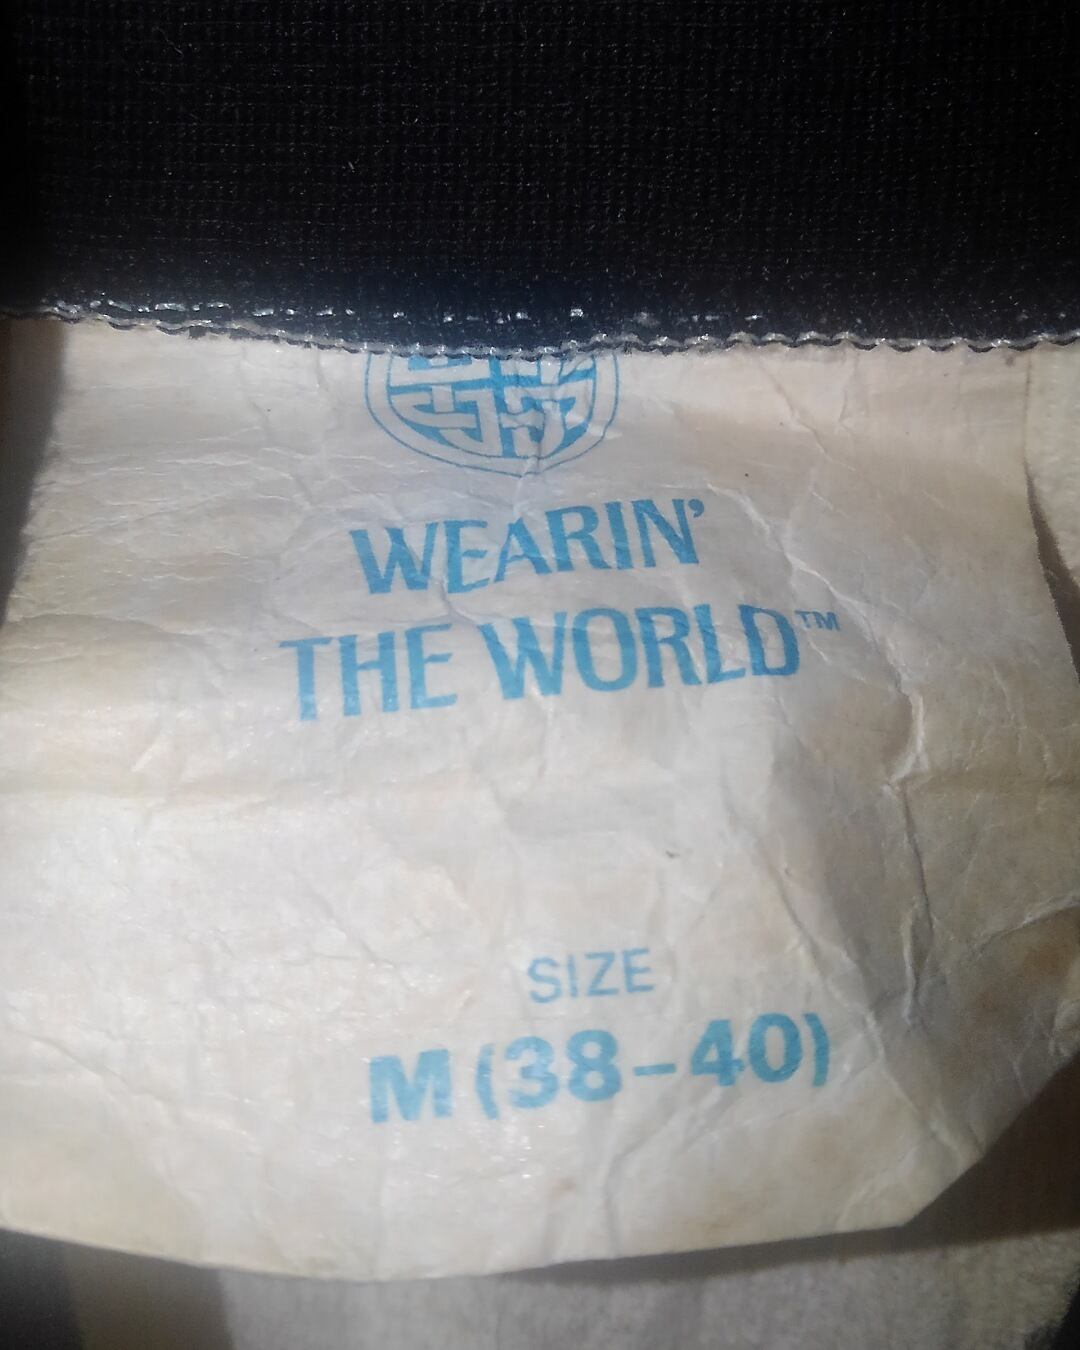 WEARIN'
THE WORLD™
SIZE
M (38-40)